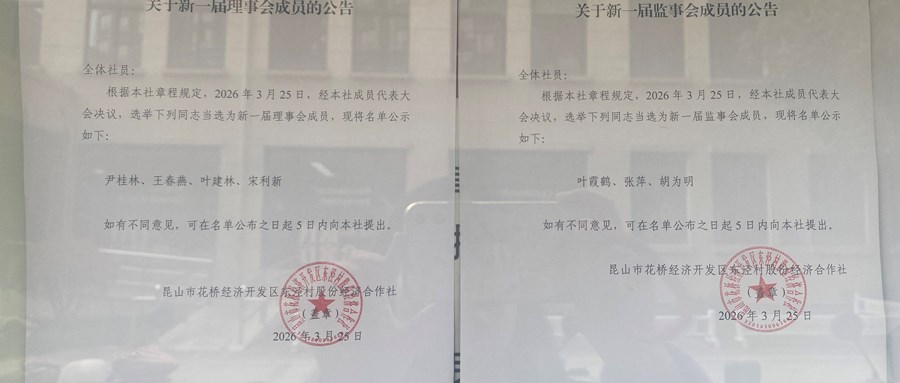 关于新一届理事会成员的公告
全体社员：
根据本社章程规定，2026年3月25日，经本社成员代表大
会决议，选举下列同志当选为新一届理事会成员，现将名单公示
如下：
尹桂林、王春燕、叶建林、宋利新
如有不同意见，可在名单公布之日起5日内向本社提出。
昆山市花桥经济开发区东泾村股份经济合作社
（盖章）
2026年3月25日
关于新一届监事会成员的公告
全体社员：
根据本社章程规定，2026年3月25日，经本社成员代表大
会决议，选举下列同志当选为新一届监事会成员，现将名单公示
如下：
叶霞鹤、张萍、胡为明
如有不同意见，可在名单公布之日起5日内向本社提出。
昆山市花桥经济开发区东泾村股份经济合作社
（盖章）
2026年3月25日